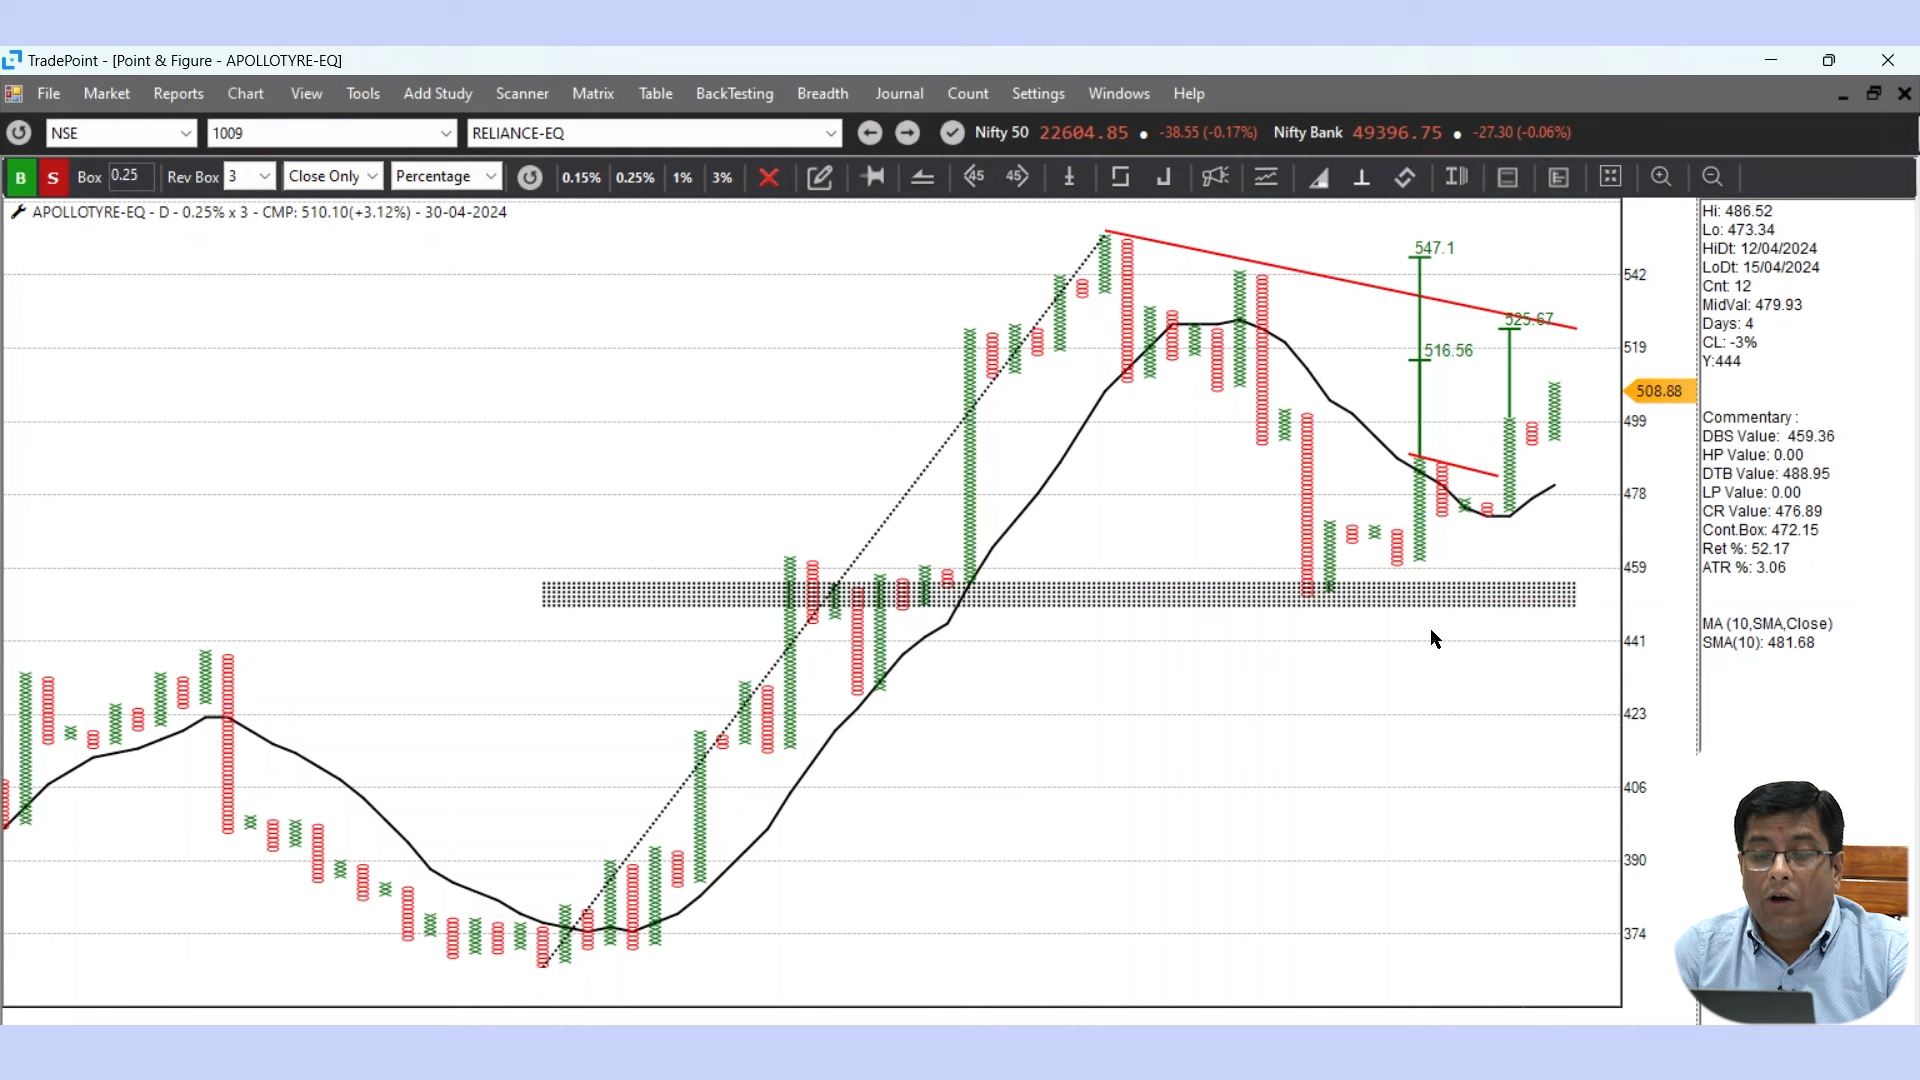 TradePoint - [Point & Figure - APOLLOTYRE-EQ]
File Market Reports Chart View Tools Add Study Scanner Matrix Table BackTesting Breadth Journal Count Settings Windows Help
NSE 1009 RELIANCE-EQ Nifty 50 22604.85 -38.55 (-0.17%) Nifty Bank 49396.75 -27.30 (-0.06%)
B S Box 0.25 Rev Box 3 Close Only Percentage 0.15% 0.25% 1% 3% 45 45
APOLLOTYRE-EQ - D - 0.25% x 3 - CMP: 510.10(+3.12%) - 30-04-2024
547.1
525.67
516.56
542
519
508.88
499
478
459
441
423
406
390
374
Hi: 486.52
Lo: 473.34
HiDt: 12/04/2024
LoDt: 15/04/2024
Cnt: 12
MidVal: 479.93
Days: 4
CL: -3%
Y:444
Commentary :
DBS Value: 459.36
HP Value: 0.00
DTB Value: 488.95
LP Value: 0.00
CR Value: 476.89
Cont.Box: 472.15
Ret %: 52.17
ATR %: 3.06
MA (10,SMA,Close)
SMA(10): 481.68